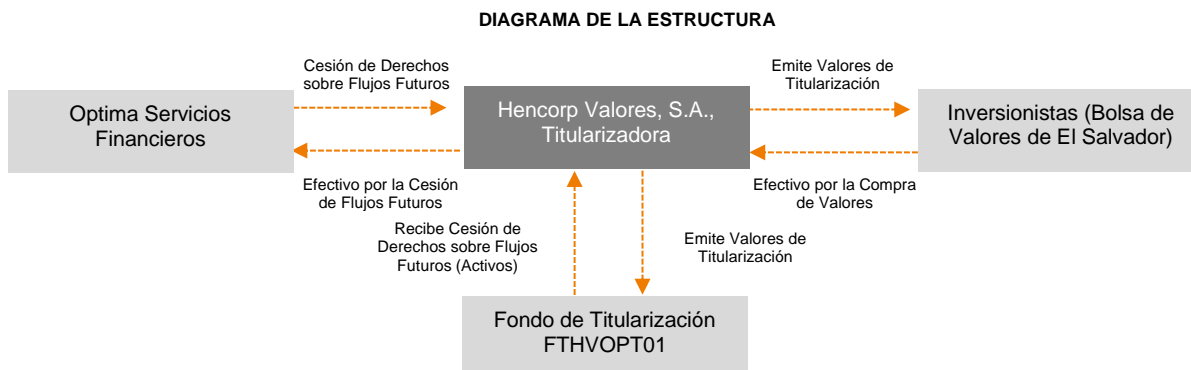 DIAGRAMA DE LA ESTRUCTURA
Cesión de Derechos
sobre Flujos Futuros
Emite Valores de
Titularización
Optima Servicios
Financieros
Hencorp Valores, S.A.,
Titularizadora
Inversionistas (Bolsa de
Valores de El Salvador)
Efectivo por la Cesión
de Flujos Futuros
Efectivo por la Compra
de Valores
Recibe Cesión de
Derechos sobre Flujos
Futuros (Activos)
Emite Valores de
Titularización
Fondo de Titularización
FTHVOPT01